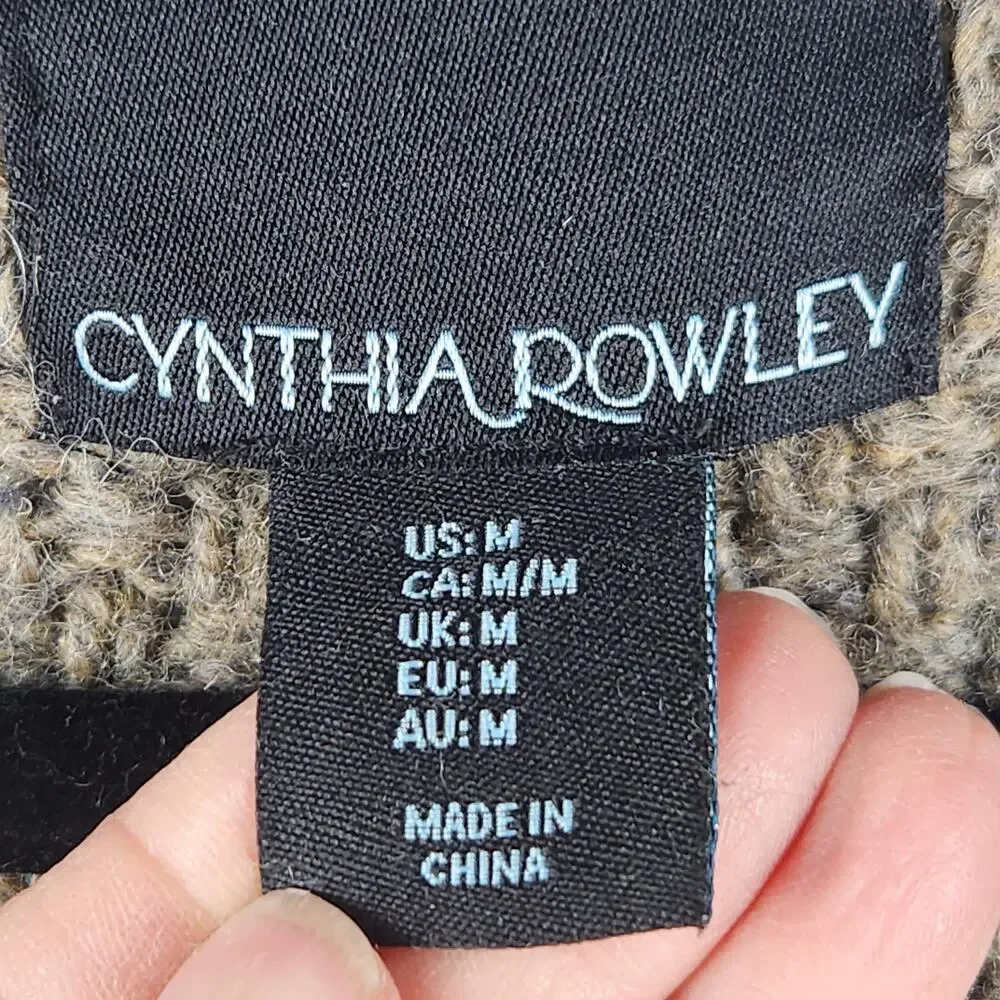 CYNTHIA ROWLEY
US: M
CA: M/M
UK: M
EU: M
AU: M
MADE IN
CHINA